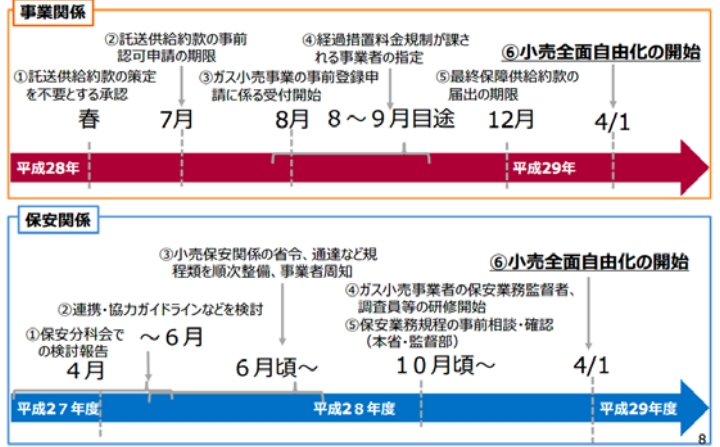 事業関係
②託送供給約款の事前
認可申請の期限
④経過措置料金規制が課さ
れる事業者の指定
⑥小売全面自由化の開始
①託送供給約款の策定
を不要とする承認
③ガス小売事業の事前登録申
請に係る受付開始
⑤最終保障供給約款の
届出の期限
春
7月
8月
8～9月目途
12月
4/1
平成28年
平成29年
保安関係
③小売保安関係の省令、通達など規
程類を順次整備、事業者周知
⑥小売全面自由化の開始
②連携・協力ガイドラインなどを検討
④ガス小売事業者の保安業務監督者、
調査員等の研修開始
①保安分科会で
の検討報告
～６月
⑤保安業務規程の事前相談・確認
（本省・監督部）
４月
６月頃～
１０月頃～
4/1
平成２７年度
平成２８年度
平成29年度
8